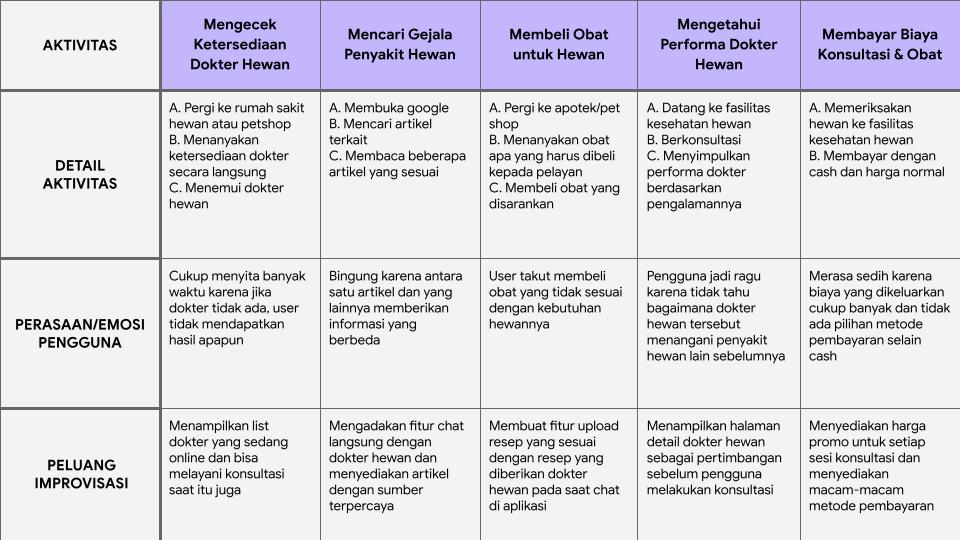 AKTIVITAS
Mengecek
Ketersediaan
Dokter Hewan
Mencari Gejala
Penyakit Hewan
Membeli Obat
untuk Hewan
Mengetahui
Performa Dokter
Hewan
Membayar Biaya
Konsultasi & Obat
DETAIL
AKTIVITAS
A. Pergi ke rumah sakit
hewan atau petshop
B. Menanyakan
ketersediaan dokter
secara langsung
C. Menemui dokter
hewan
A. Membuka google
B. Mencari artikel
terkait
C. Membaca beberapa
artikel yang sesuai
A. Pergi ke apotek/pet
shop
B. Menanyakan obat
apa yang harus dibeli
kepada pelayan
C. Membeli obat yang
disarankan
A. Datang ke fasilitas
kesehatan hewan
B. Berkonsultasi
C. Menyimpulkan
performa dokter
berdasarkan
pengalamannya
A. Memeriksakan
hewan ke fasilitas
kesehatan hewan
B. Membayar dengan
cash dan harga normal
PERASAAN/EMOSI
PENGGUNA
Cukup menyita banyak
waktu karena jika
dokter tidak ada, user
tidak mendapatkan
hasil apapun
Bingung karena antara
satu artikel dan yang
lainnya memberikan
informasi yang
berbeda
User takut membeli
obat yang tidak sesuai
dengan kebutuhan
hewannya
Pengguna jadi ragu
karena tidak tahu
bagaimana dokter
hewan tersebut
menangani penyakit
hewan lain sebelumnya
Merasa sedih karena
biaya yang dikeluarkan
cukup banyak dan tidak
ada pilihan metode
pembayaran selain
cash
PELUANG
IMPROVISASI
Menampilkan list
dokter yang sedang
online dan bisa
melayani konsultasi
saat itu juga
Mengadakan fitur chat
langsung dengan
dokter hewan dan
menyediakan artikel
dengan sumber
terpercaya
Membuat fitur upload
resep yang sesuai
dengan resep yang
diberikan dokter
hewan pada saat chat
di aplikasi
Menampilkan halaman
detail dokter hewan
sebagai pertimbangan
sebelum pengguna
melakukan konsultasi
Menyediakan harga
promo untuk setiap
sesi konsultasi dan
menyediakan
macam-macam
metode pembayaran